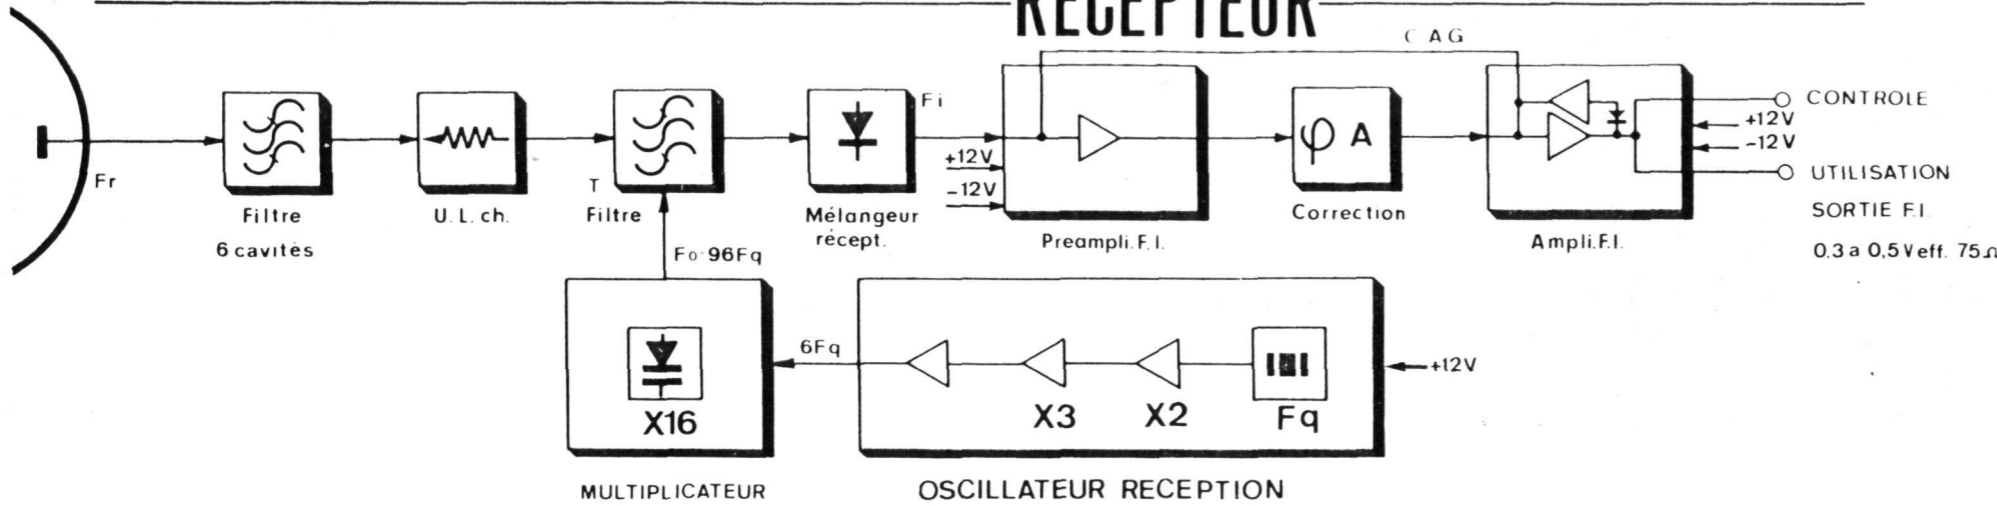 RECEPTEUR
C A G
Fi
CONTROLE
+12V
-12V
φ A
+12V
-12V
UTILISATION
Fr
T
Filtre
6 cavités
U.L.ch.
Filtre
Mélangeur
récept.
Preampli.F.I.
Correction
Ampli.F.I.
SORTIE F.I.
0.3 a 0,5 V eff. 75Ω
Fo·96Fq
6Fq
+12V
X16
X3
X2
Fq
MULTIPLICATEUR
OSCILLATEUR RECEPTION